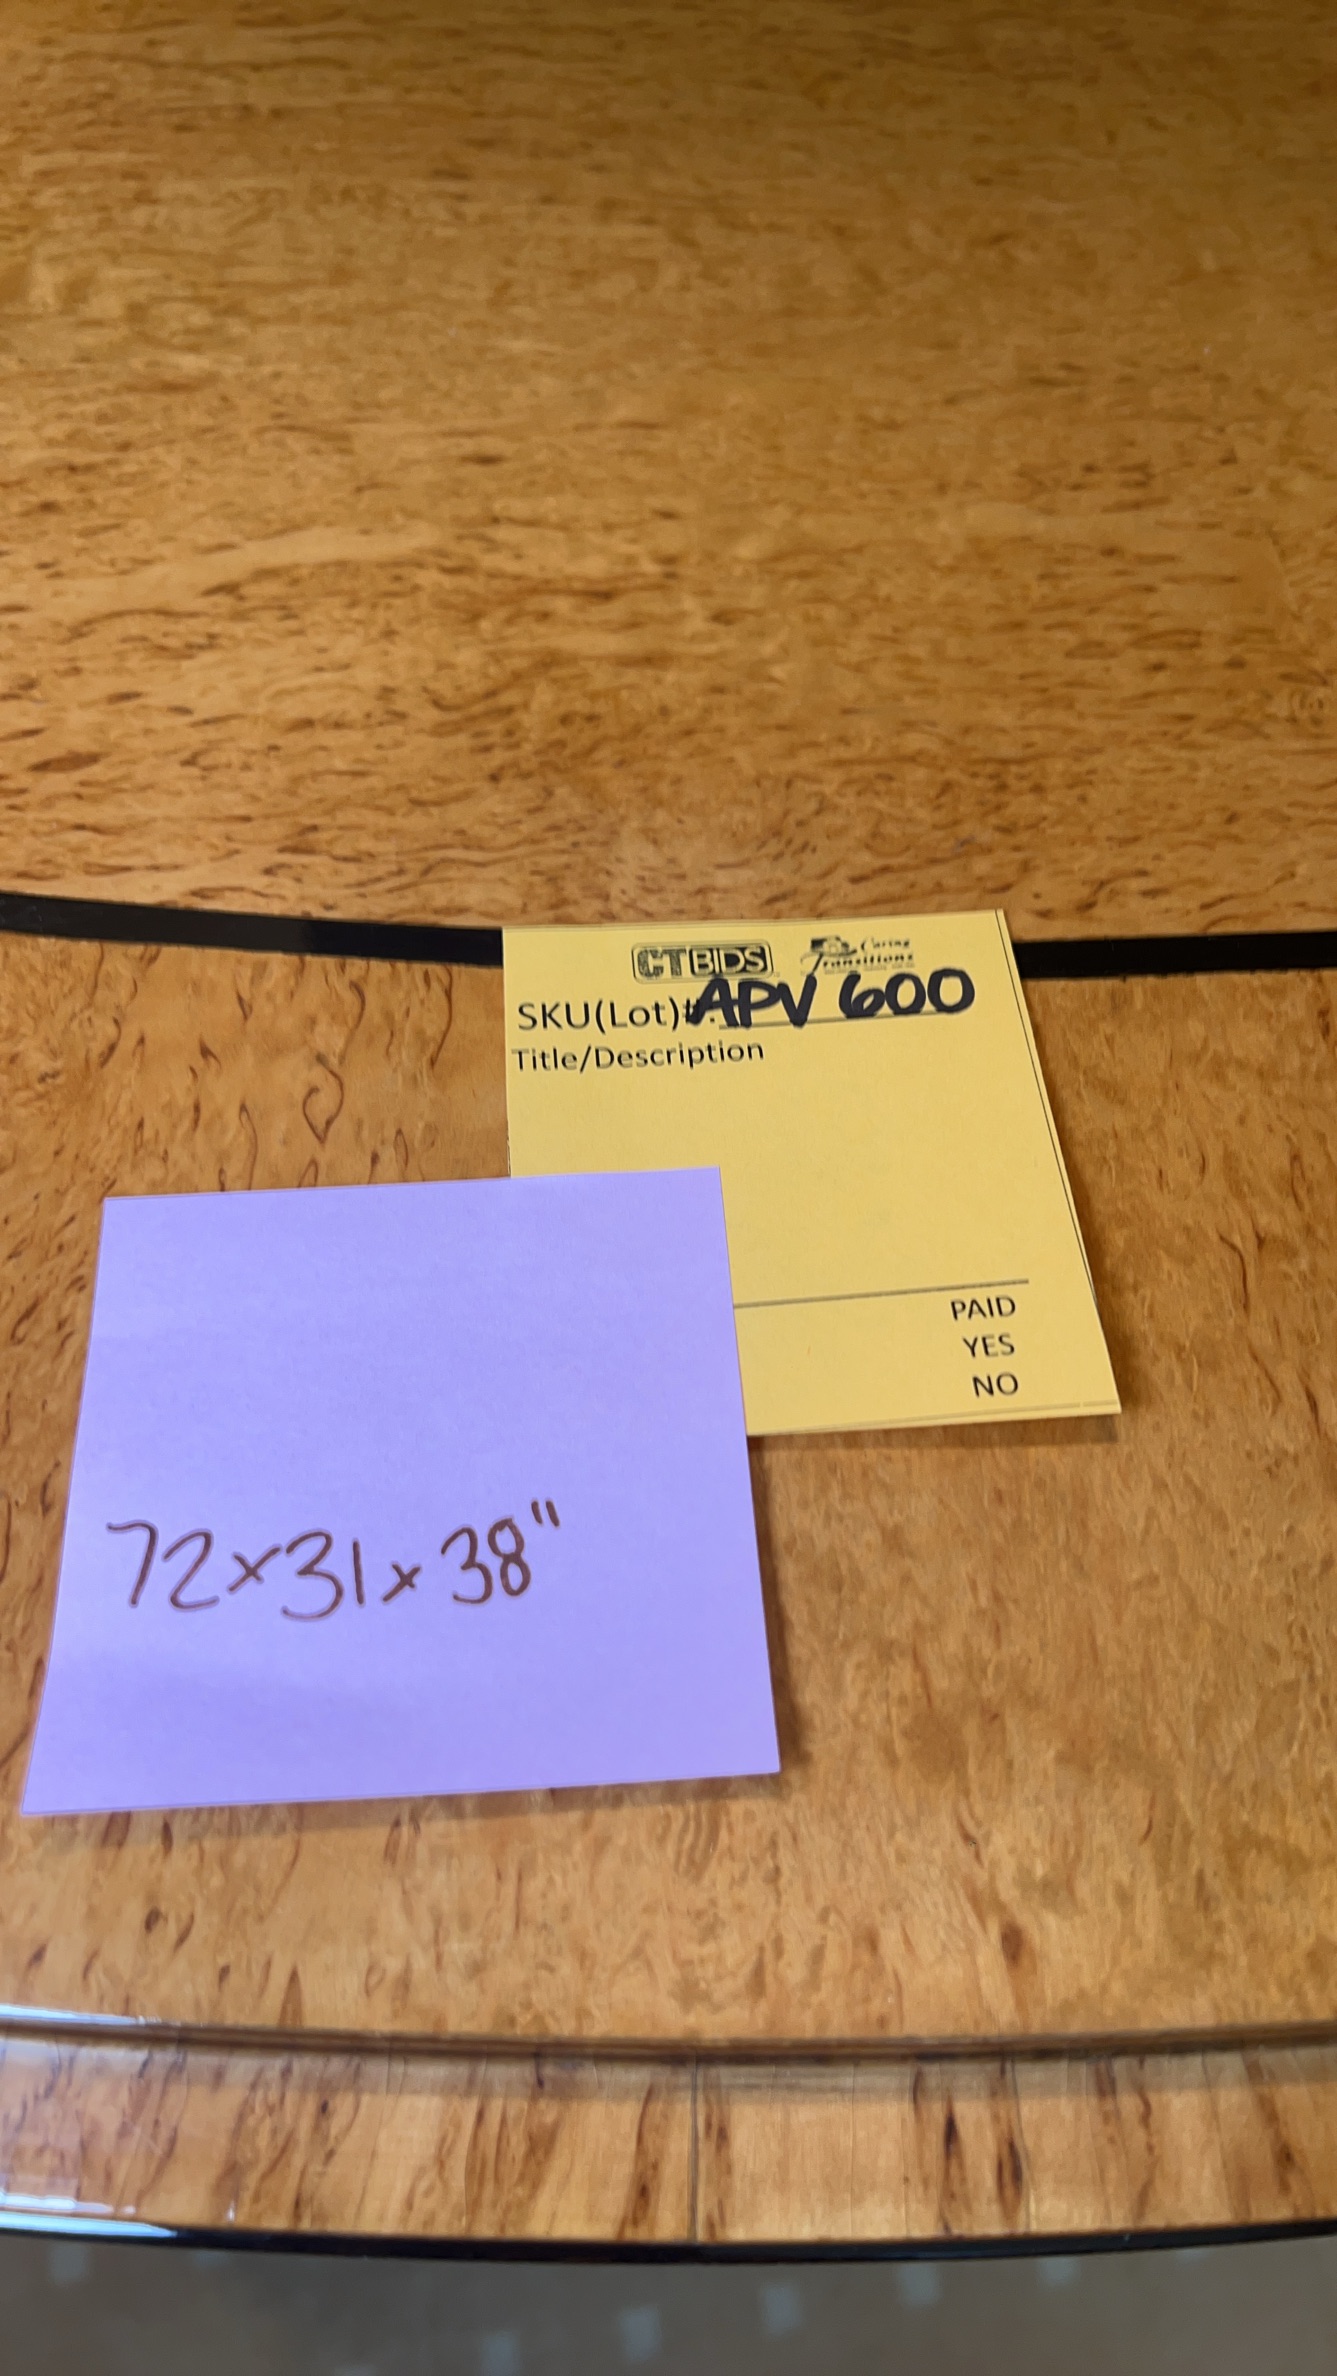 CTBIDS
Caring
Transitions
SKU(Lot)#: APV 600
Title/Description
PAID
YES
NO
72x31x38"